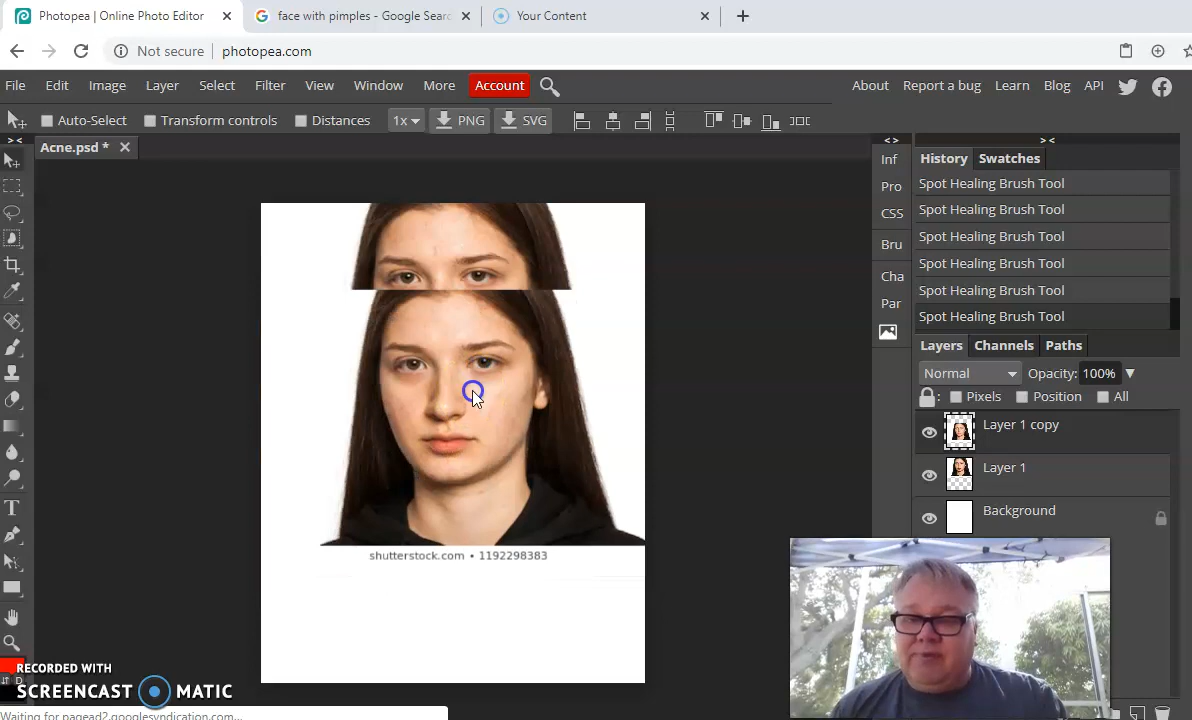 Photopea | Online Photo Editor
face with pimples - Google Sear
Your Content
Not secure
photopea.com
File
Edit
Image
Layer
Select
Filter
View
Window
More
Account
About
Report a bug
Learn
Blog
API
Auto-Select
Transform controls
Distances
1x
PNG
SVG
Acne.psd *
> <
< >
> <
Inf
Pro
CSS
Bru
Cha
Par
History
Swatches
Spot Healing Brush Tool
Spot Healing Brush Tool
Spot Healing Brush Tool
Spot Healing Brush Tool
Spot Healing Brush Tool
Spot Healing Brush Tool
Layers
Channels
Paths
Normal
Opacity: 100%
Pixels
Position
All
Layer 1 copy
Layer 1
Background
shutterstock.com • 1192298383
T
D
RECORDED WITH
SCREENCAST MATIC
Waiting for pagead2.googlesyndication.com...